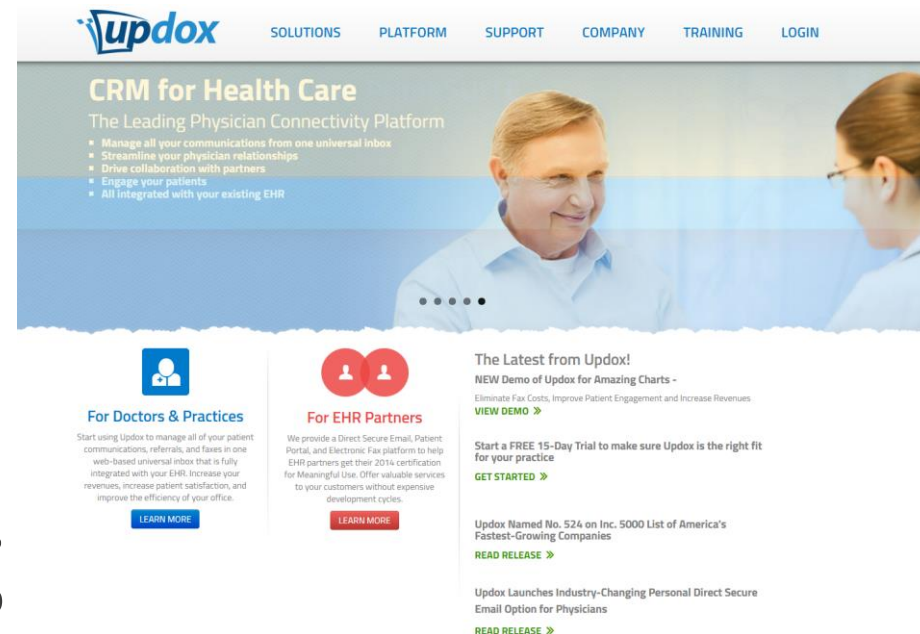 updox
SOLUTIONS PLATFORM SUPPORT COMPANY TRAINING LOGIN
CRM for Health Care
The Leading Physician Connectivity Platform
Manage all your communications from one universal inbox
Streamline your physician relationships
Drive collaboration with partners
Engage your patients
All integrated with your existing EHR
For Doctors & Practices
Start using Updox to manage all of your patient
communications, referrals, and faxes in one
web-based universal inbox that is fully
integrated with your EHR. Increase your
revenues, increase patient satisfaction, and
improve the efficiency of your office.
LEARN MORE
For EHR Partners
We provide a Direct Secure Email, Patient
Portal, and Electronic Fax platform to help
EHR partners get their 2014 certification
for Meaningful Use. Offer valuable services
to your customers without expensive
development cycles.
LEARN MORE
The Latest from Updox!
NEW Demo of Updox for Amazing Charts -
Eliminate Fax Costs, Improve Patient Engagement and Increase Revenues
VIEW DEMO »
Start a FREE 15-Day Trial to make sure Updox is the right fit
for your practice
GET STARTED »
Updox Named No. 524 on Inc. 5000 List of America's
Fastest-Growing Companies
READ RELEASE »
Updox Launches Industry-Changing Personal Direct Secure
Email Option for Physicians
READ RELEASE »